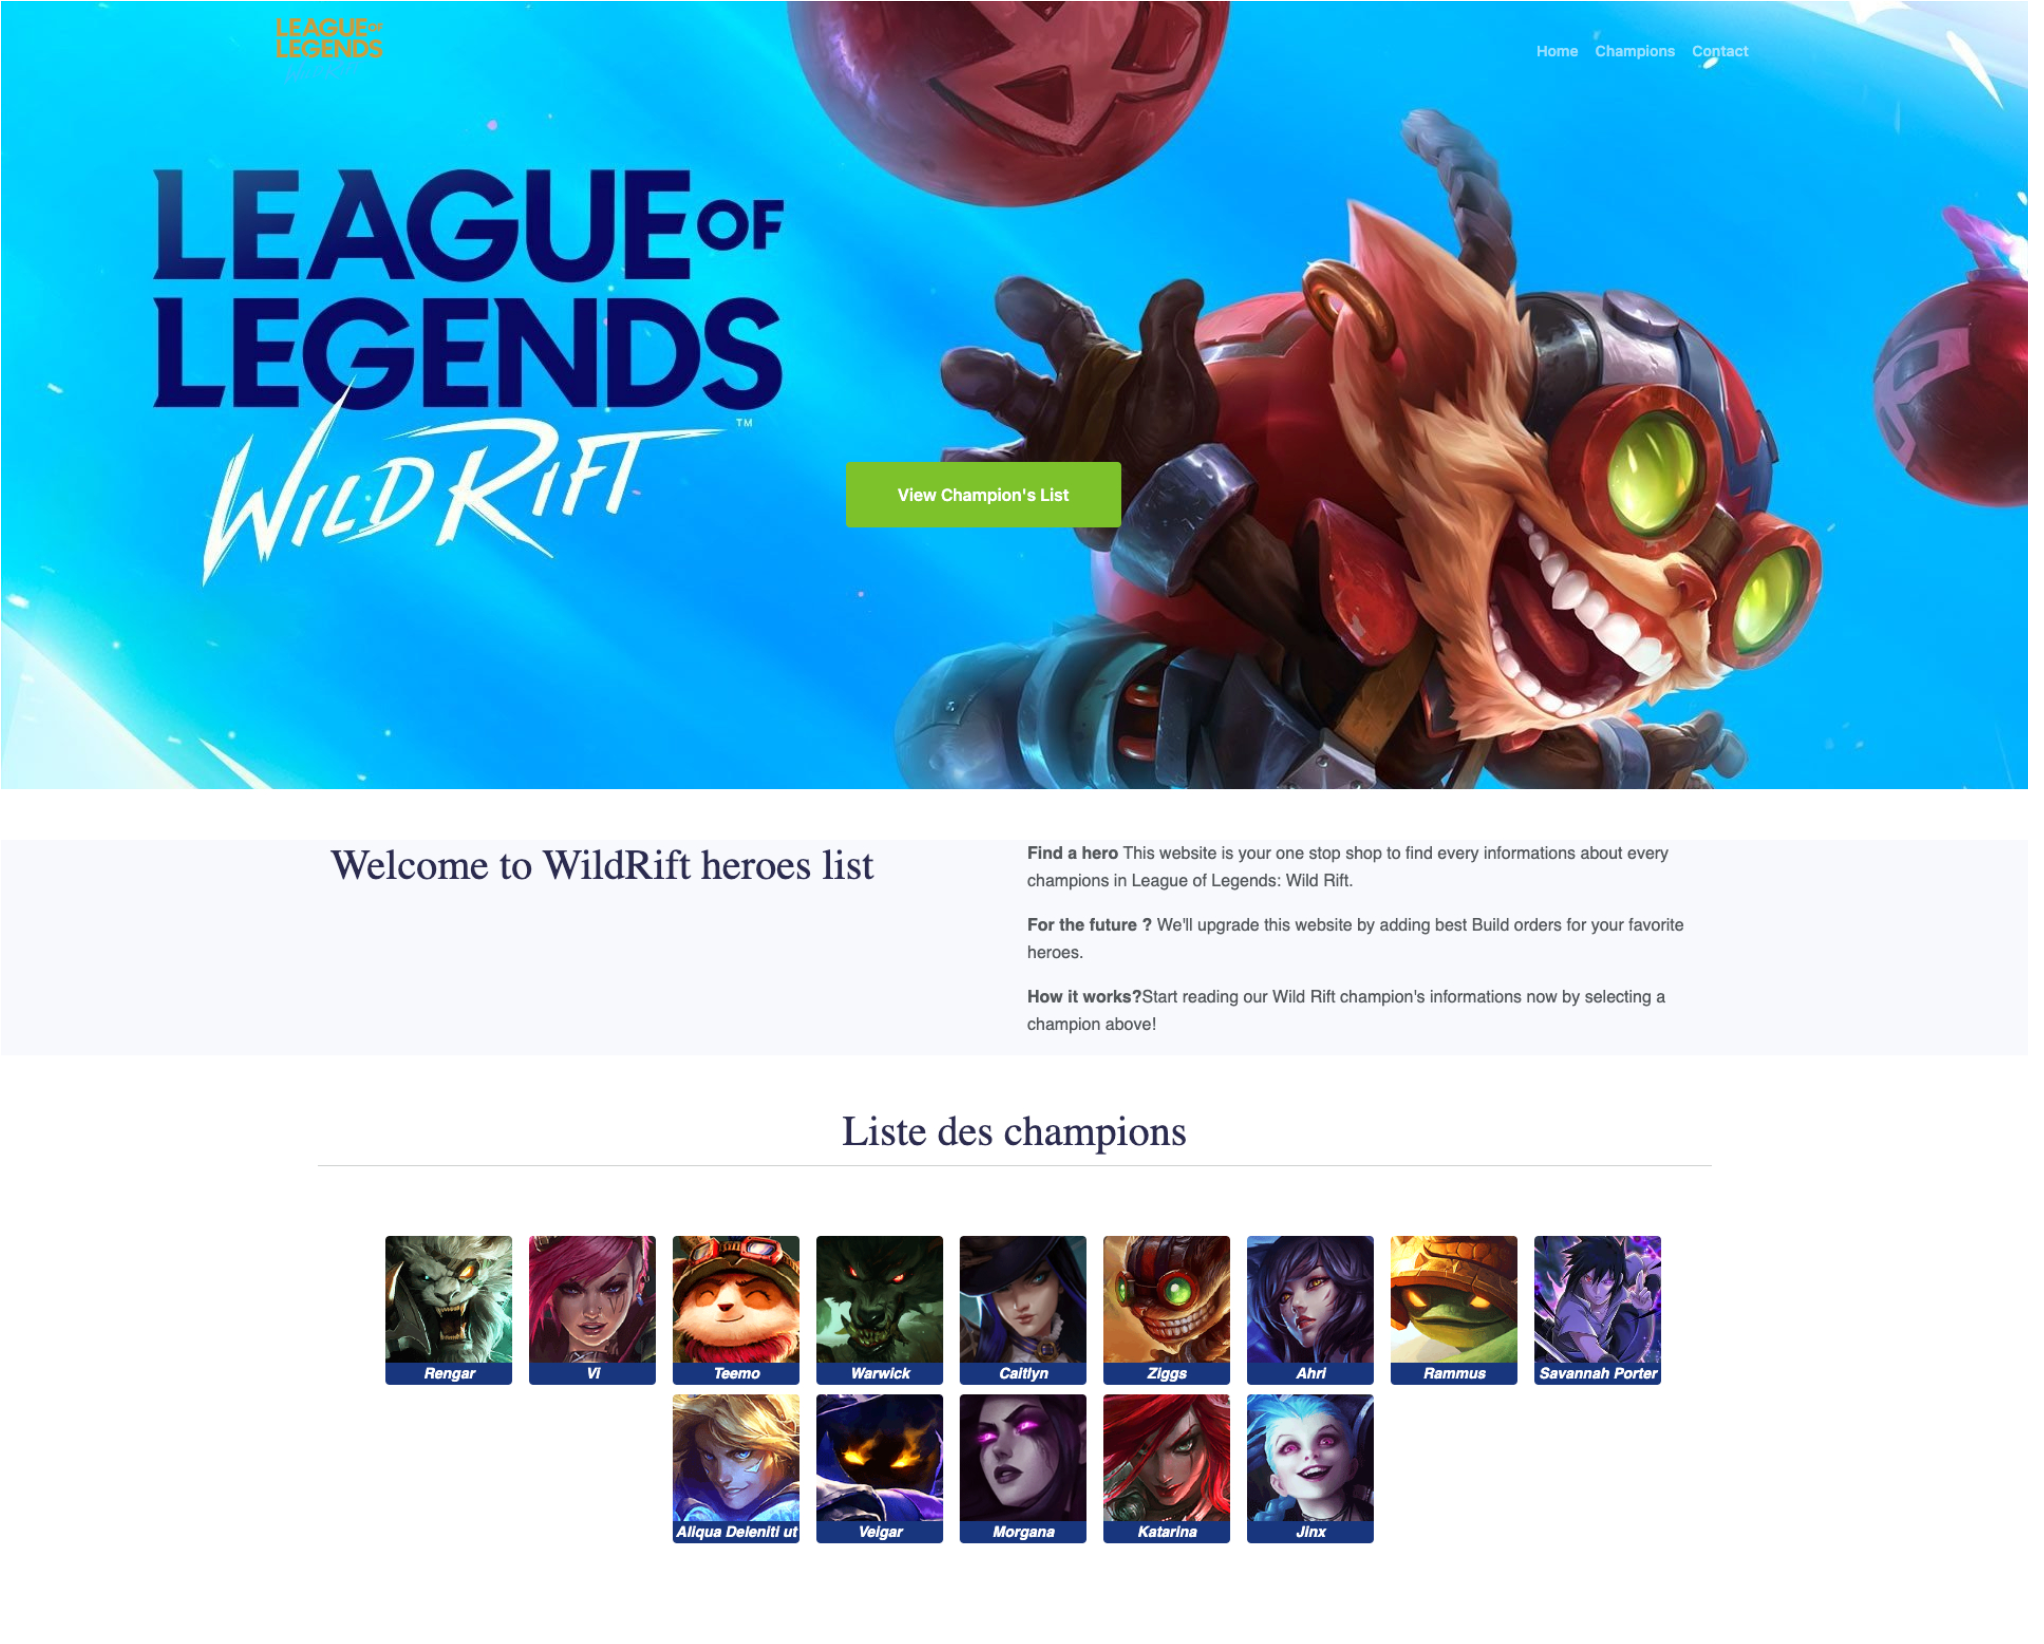 LEAGUE OF
LEGENDS
WILD RIFT
Home Champions Contact
LEAGUE OF
LEGENDS
WILD RIFT
TM
View Champion's List
Welcome to WildRift heroes list
Find a hero This website is your one stop shop to find every informations about every
champions in League of Legends: Wild Rift.
For the future ? We'll upgrade this website by adding best Build orders for your favorite
heroes.
How it works?Start reading our Wild Rift champion's informations now by selecting a
champion above!
Liste des champions
Rengar
Vi
Teemo
Warwick
Caitlyn
Ziggs
Ahri
Rammus
Savannah Porter
Aliqua Deleniti ut
Veigar
Morgana
Katarina
Jinx